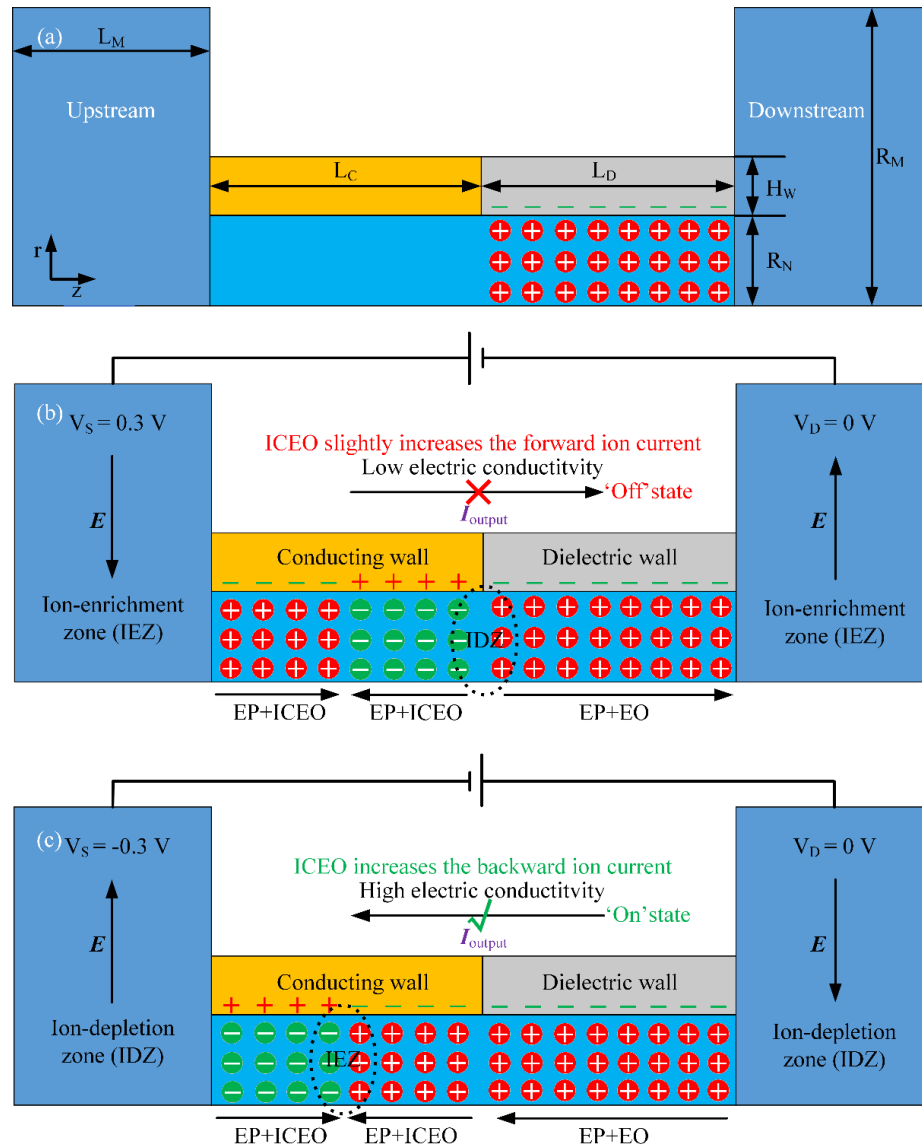 (a)
L_M
Upstream
Downstream
L_C
L_D
H_W
R_M
R_N
r
z
(b)
V_S = 0.3 V
V_D = 0 V
ICEO slightly increases the forward ion current
Low electric conductitvity
'Off' state
I_output
E
E
Conducting wall
Dielectric wall
Ion-enrichment
zone (IEZ)
IDZ
Ion-enrichment
zone (IEZ)
EP+ICEO
EP+ICEO
EP+EO
(c)
V_S = -0.3 V
V_D = 0 V
ICEO increases the backward ion current
High electric conductitvity
'On' state
I_output
E
E
Conducting wall
Dielectric wall
Ion-depletion
zone (IDZ)
IEZ
Ion-depletion
zone (IDZ)
EP+ICEO
EP+ICEO
EP+EO